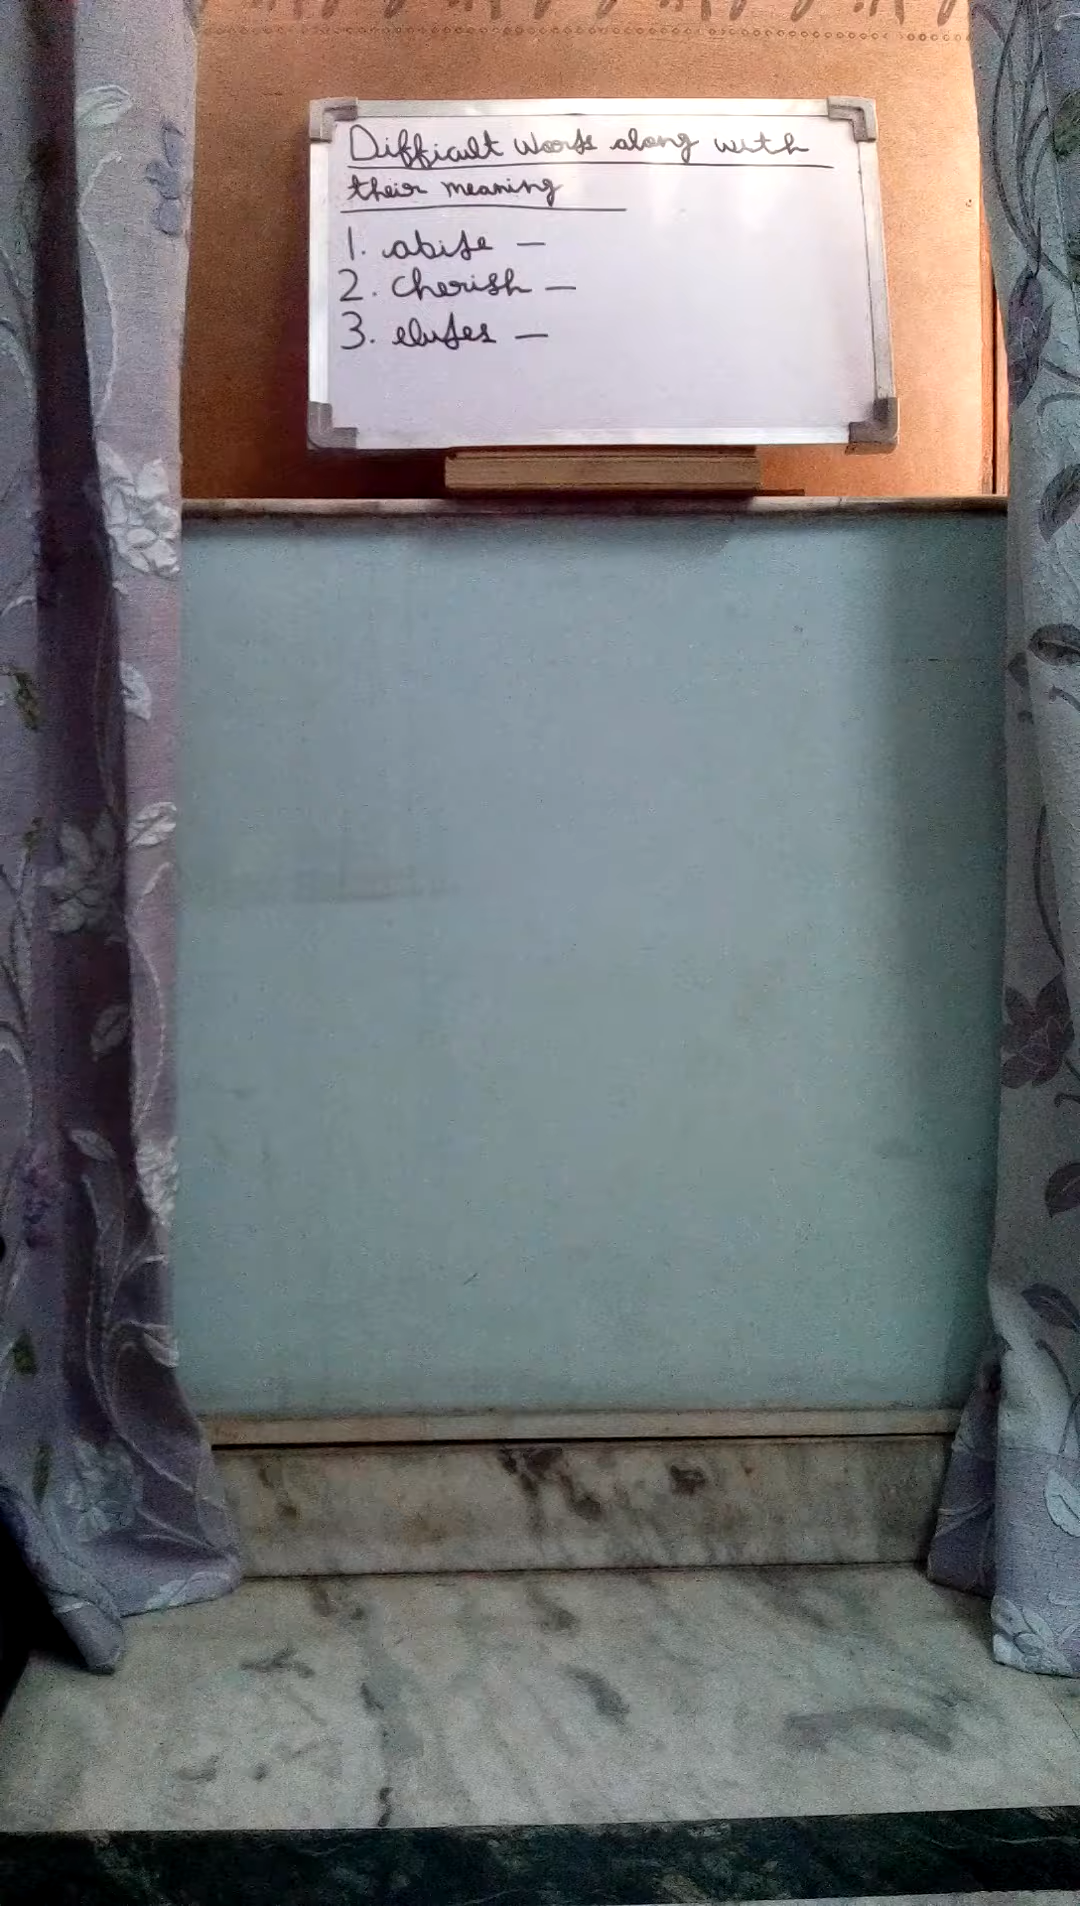 Difficult words along with
their meaning
1. abide —
2. cherish —
3. eludes —